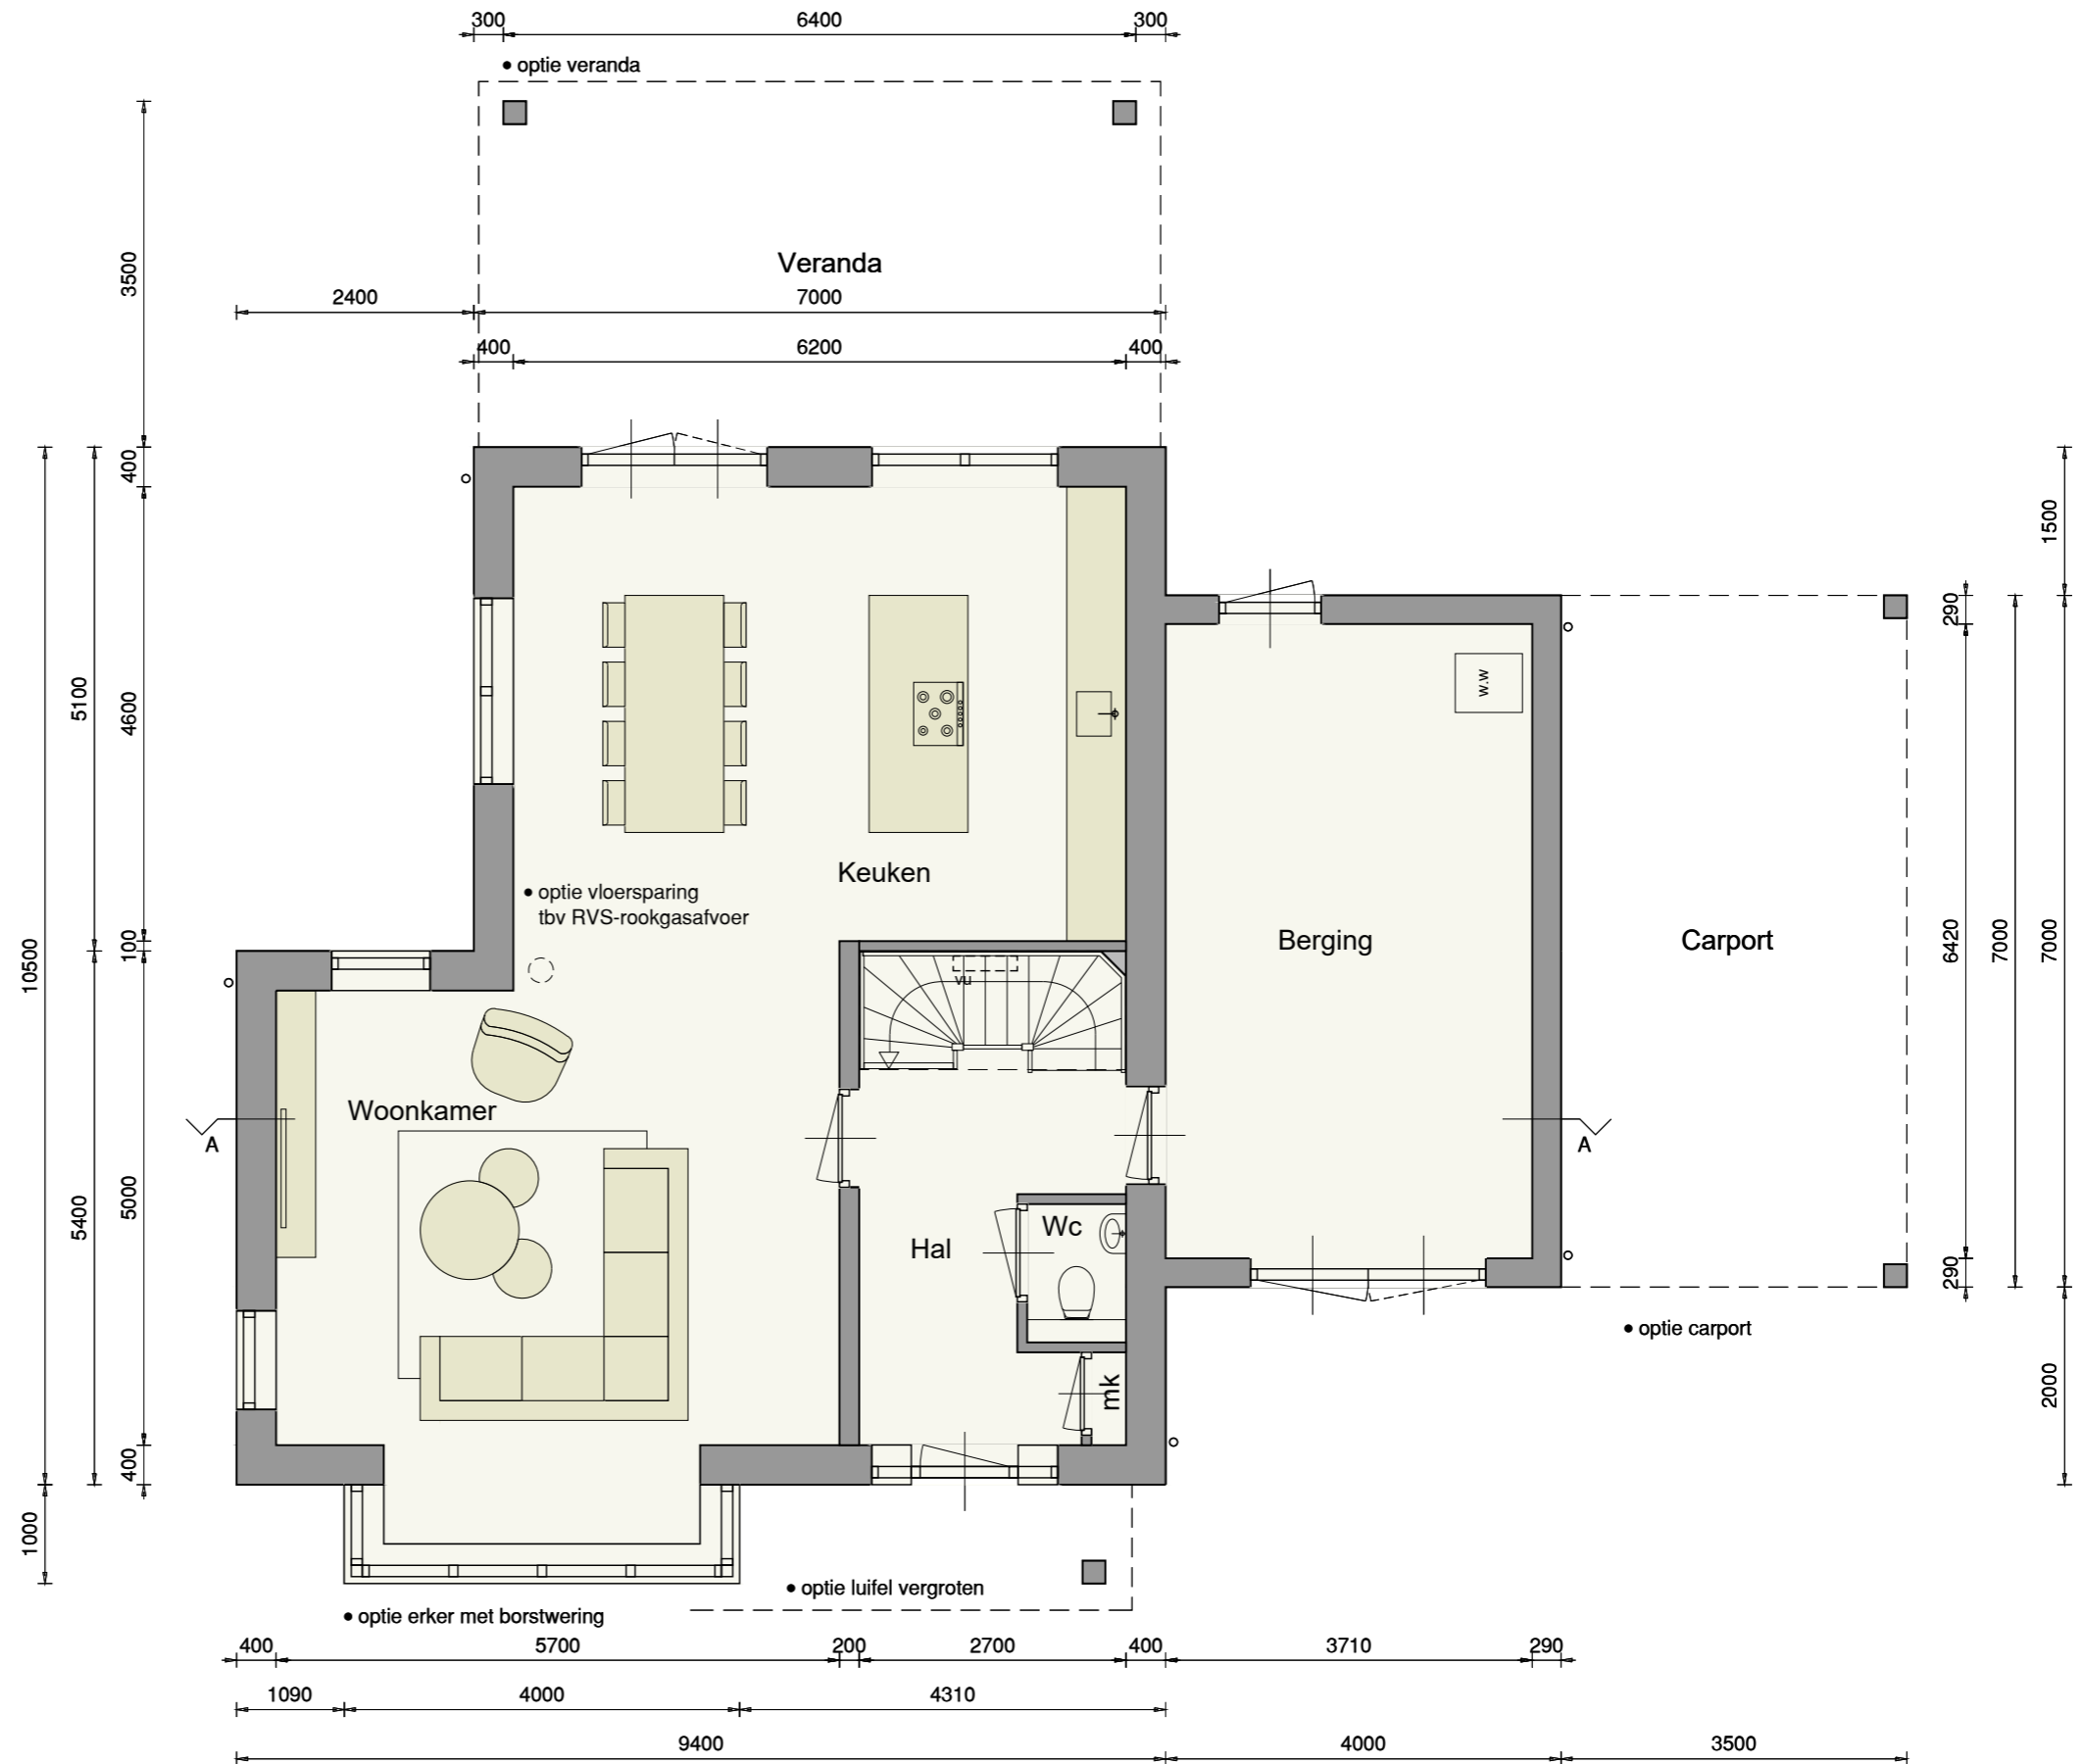 300 6400 300
• optie veranda
3500
Veranda
2400 7000
400 6200 400
400
1500
290
5100
4600
w.w
Keuken
• optie vloersparing
tbv RVS-rookgasafvoer
100
10500
Berging
Carport
6420
7000
7000
vu
Woonkamer
A
A
5400
5000
Wc
Hal
290
• optie carport
mk
2000
400
1000
• optie luifel vergroten
• optie erker met borstwering
400 5700 200 2700 400 3710 290
1090 4000 4310
9400 4000 3500